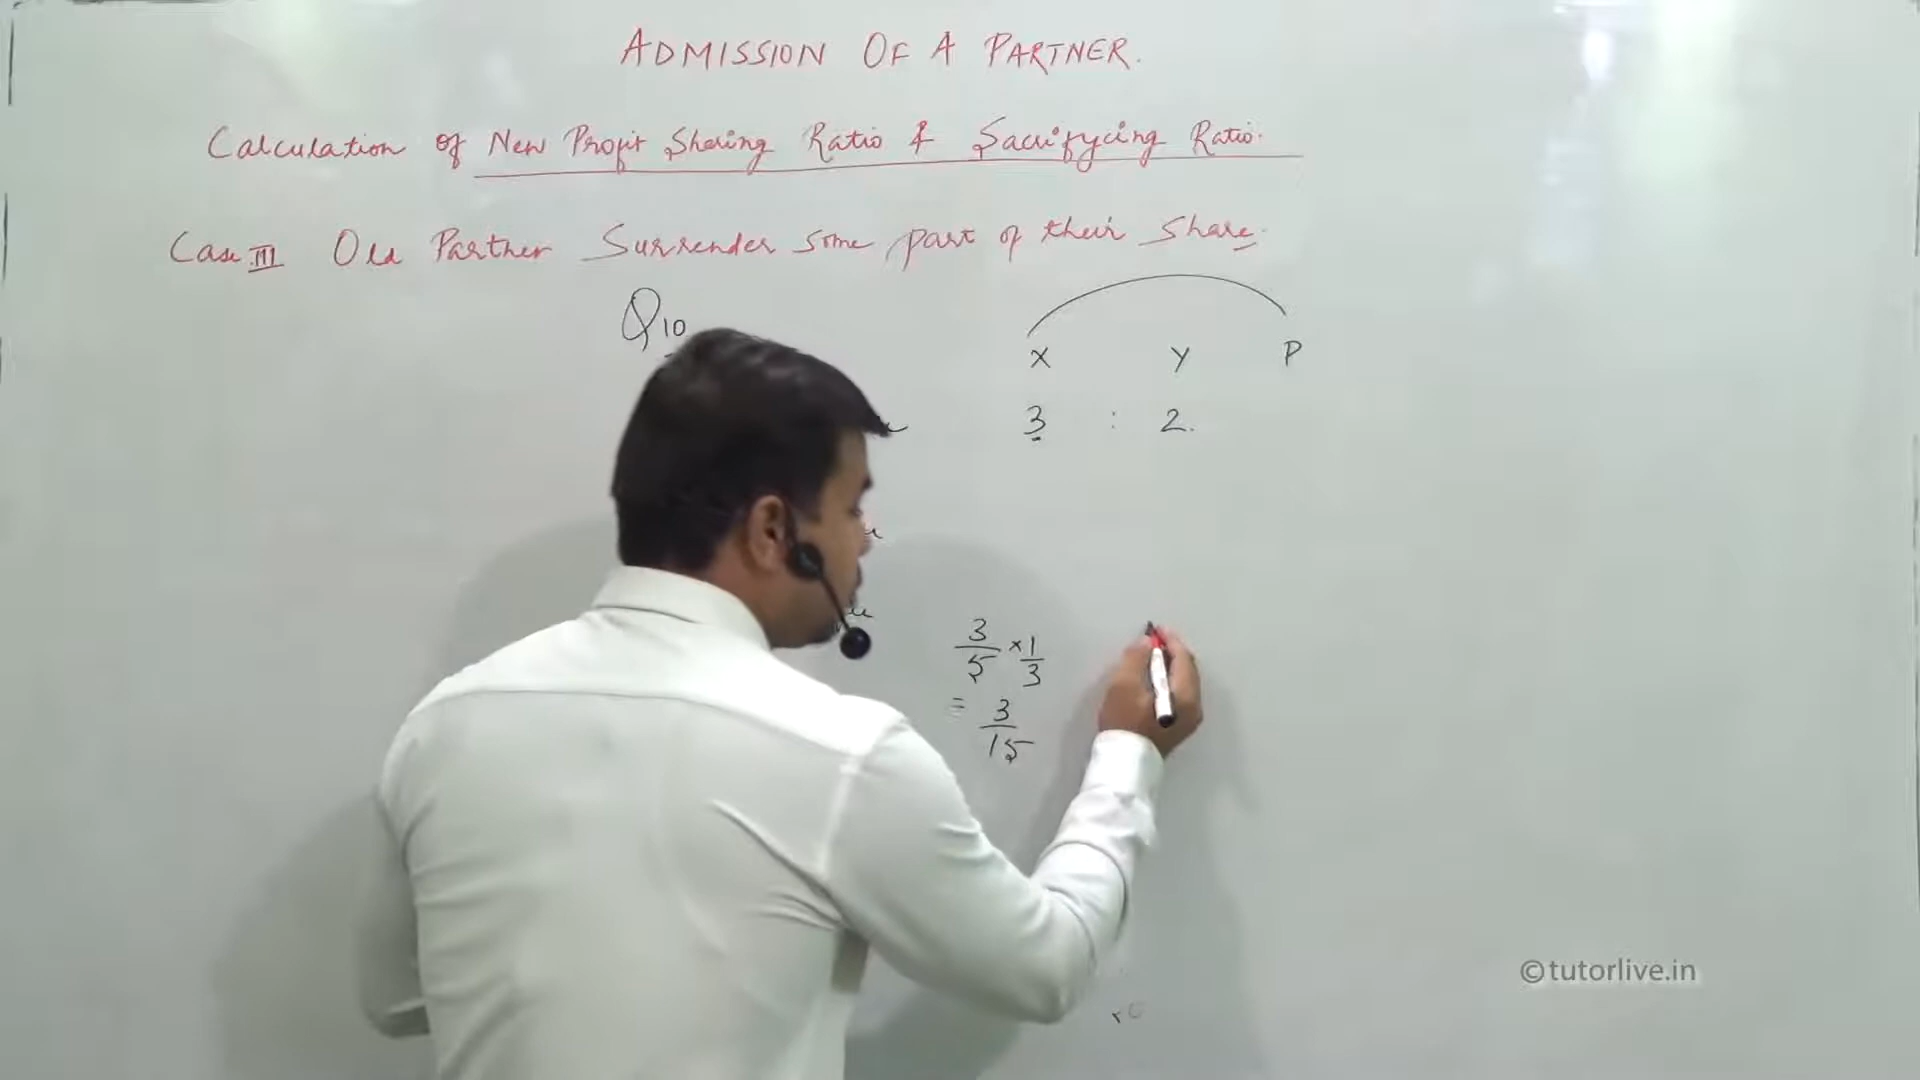 ADMISSION OF A PARTNER.
Calculation of New Profit Sharing Ratio & Sacrifycing Ratio.
Case III Old Partner Surrender some part of their share.
Q10
X Y P
3 : 2.
3/5 × 1/3
= 3/15
©tutorlive.in